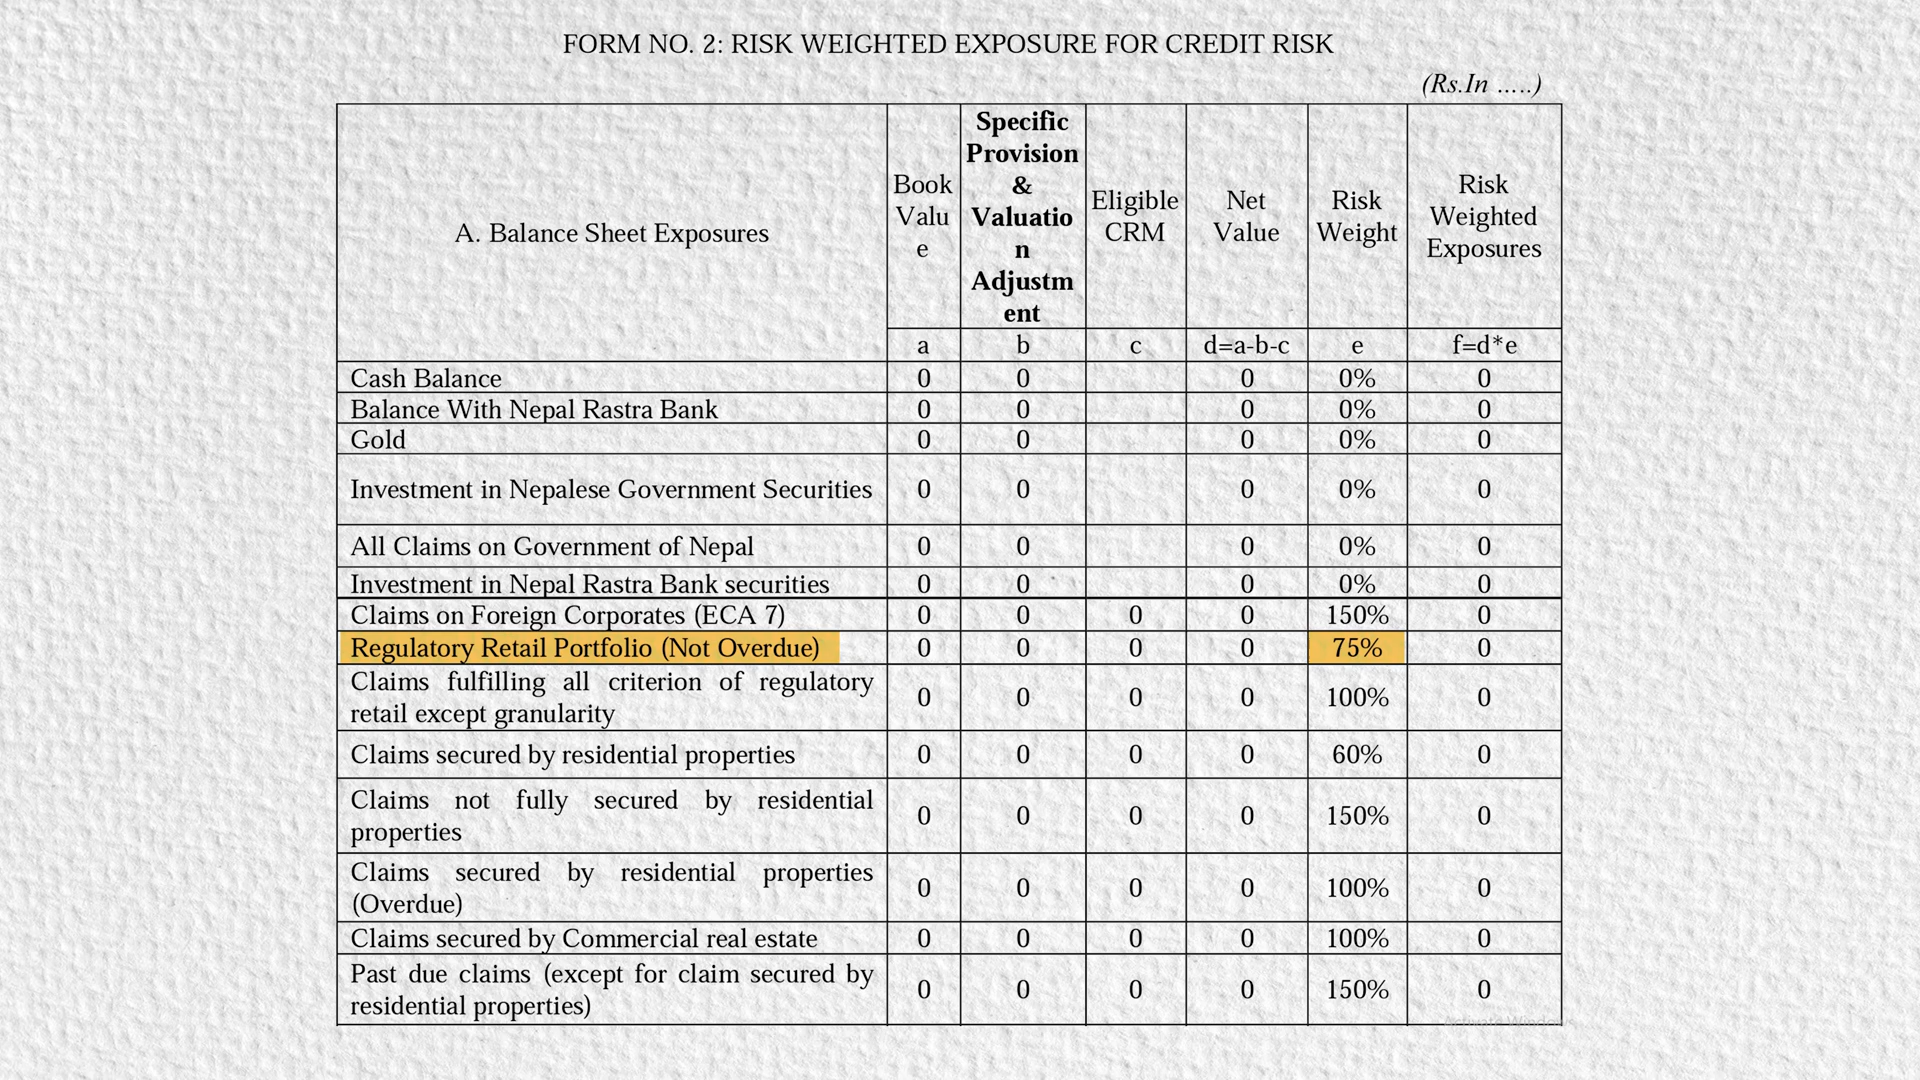 FORM NO. 2: RISK WEIGHTED EXPOSURE FOR CREDIT RISK
(Rs.In .....)
A. Balance Sheet Exposures
Book
Valu
e
Specific
Provision
&
Valuatio
n
Adjustm
ent
Eligible
CRM
Net
Value
Risk
Weight
Risk
Weighted
Exposures
a b c d=a-b-c e f=d*e
Cash Balance 0 0 0 0% 0
Balance With Nepal Rastra Bank 0 0 0 0% 0
Gold 0 0 0 0% 0
Investment in Nepalese Government Securities 0 0 0 0% 0
All Claims on Government of Nepal 0 0 0 0% 0
Investment in Nepal Rastra Bank securities 0 0 0 0% 0
Claims on Foreign Corporates (ECA 7) 0 0 0 0 150% 0
Regulatory Retail Portfolio (Not Overdue) 0 0 0 0 75% 0
Claims fulfilling all criterion of regulatory
retail except granularity 0 0 0 0 100% 0
Claims secured by residential properties 0 0 0 0 60% 0
Claims not fully secured by residential
properties 0 0 0 0 150% 0
Claims secured by residential properties
(Overdue) 0 0 0 0 100% 0
Claims secured by Commercial real estate 0 0 0 0 100% 0
Past due claims (except for claim secured by
residential properties) 0 0 0 0 150% 0
Activate Windows